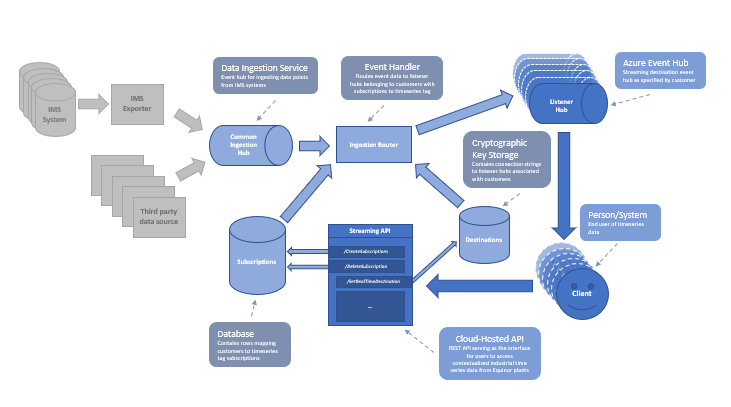 Data Ingestion Service
Event hub for ingesting data points
from IMS systems
Event Handler
Routes event data to listener
hubs belonging to customers with
subscriptions to timeseries tag
Azure Event Hub
Streaming destination event
hub as specified by customer
IMS
System
IMS
Exporter
Listener
Hub
Common
Ingestion
Hub
Ingestion Router
Cryptographic
Key Storage
Contains connection strings
to listener hubs associated
with customers
Third party
data source
Person/System
End user of timeseries
data
Subscriptions
Streaming API
/CreateSubscriptions
/DeleteSubscription
/SetRealTimeDestination
...
Destinations
Client
Database
Contains rows mapping
customers to timeseries
tag subscriptions
Cloud-Hosted API
REST API serving as the interface
for users to access
contextualized industrial time
series data from Equinor plants